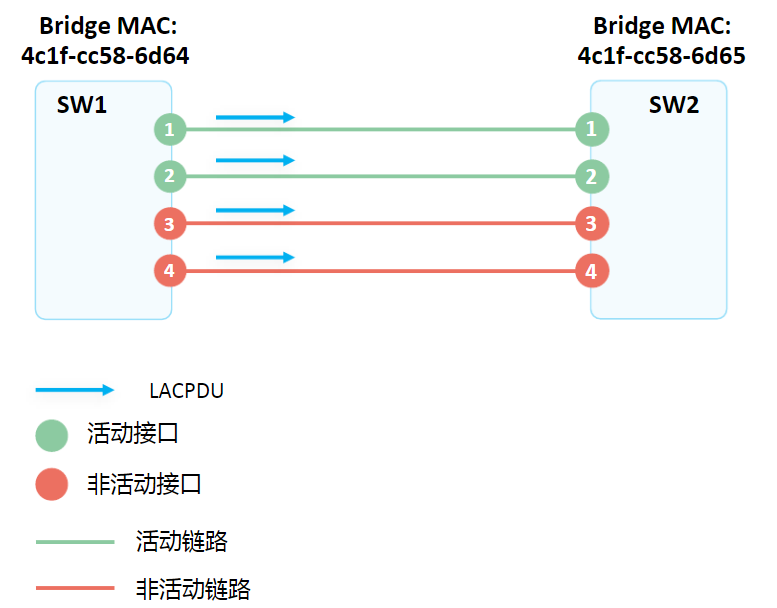 Bridge MAC:
4c1f-cc58-6d64
Bridge MAC:
4c1f-cc58-6d65
SW1
SW2
1
1
2
2
3
3
4
4
LACPDU
活动接口
非活动接口
活动链路
非活动链路